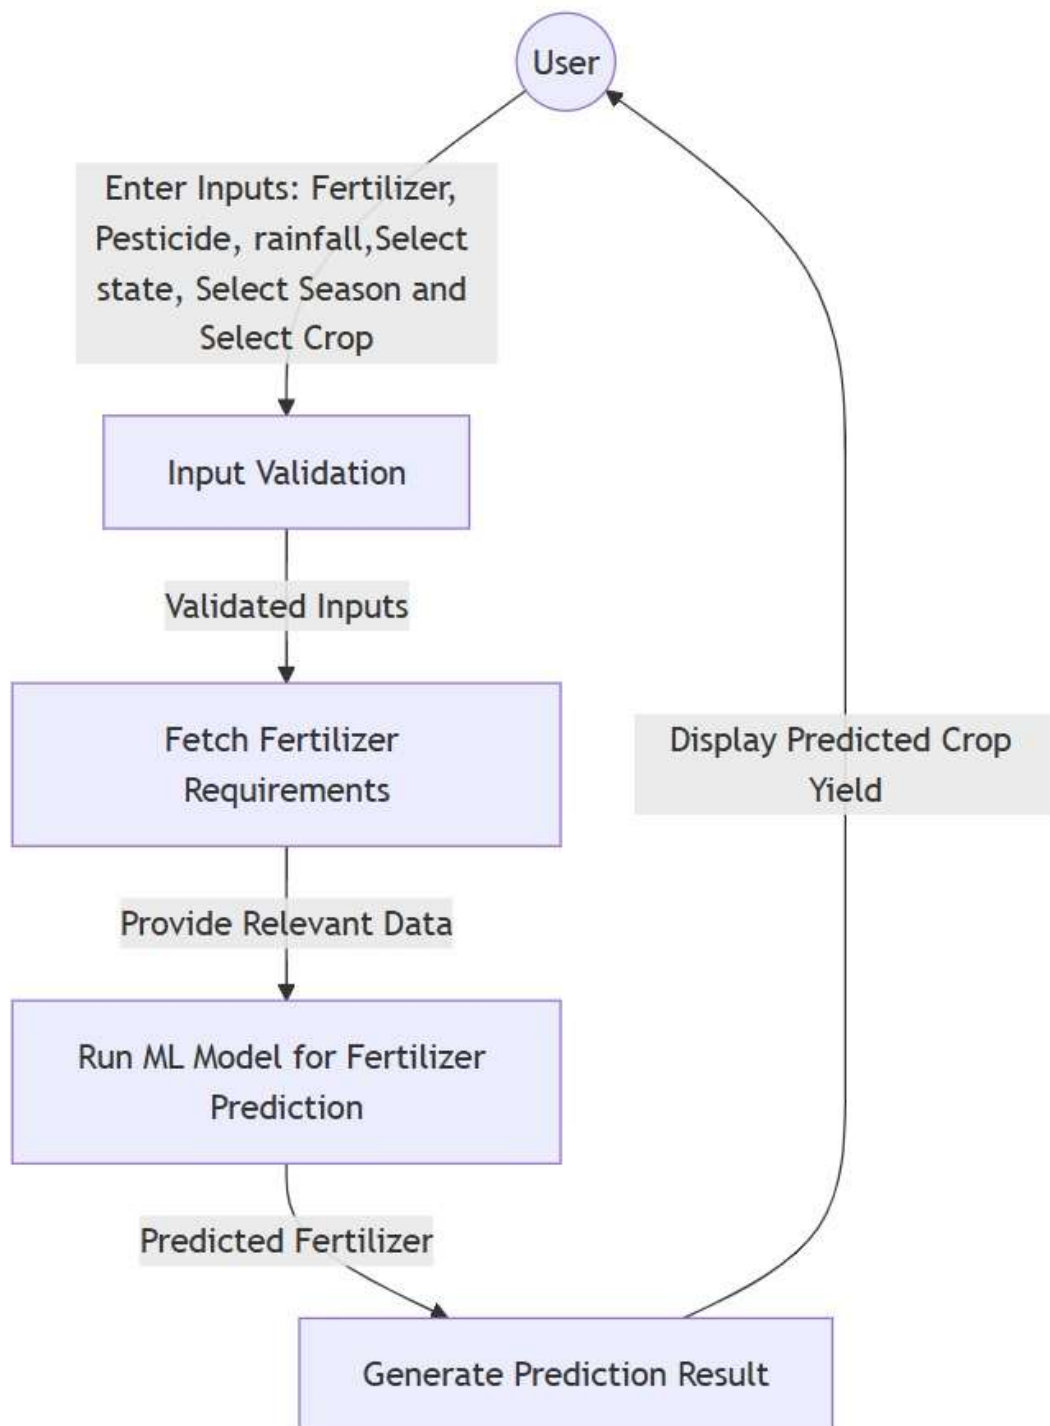 User
Enter Inputs: Fertilizer,
Pesticide, rainfall,Select
state, Select Season and
Select Crop
Input Validation
Validated Inputs
Fetch Fertilizer
Requirements
Display Predicted Crop
Yield
Provide Relevant Data
Run ML Model for Fertilizer
Prediction
Predicted Fertilizer
Generate Prediction Result